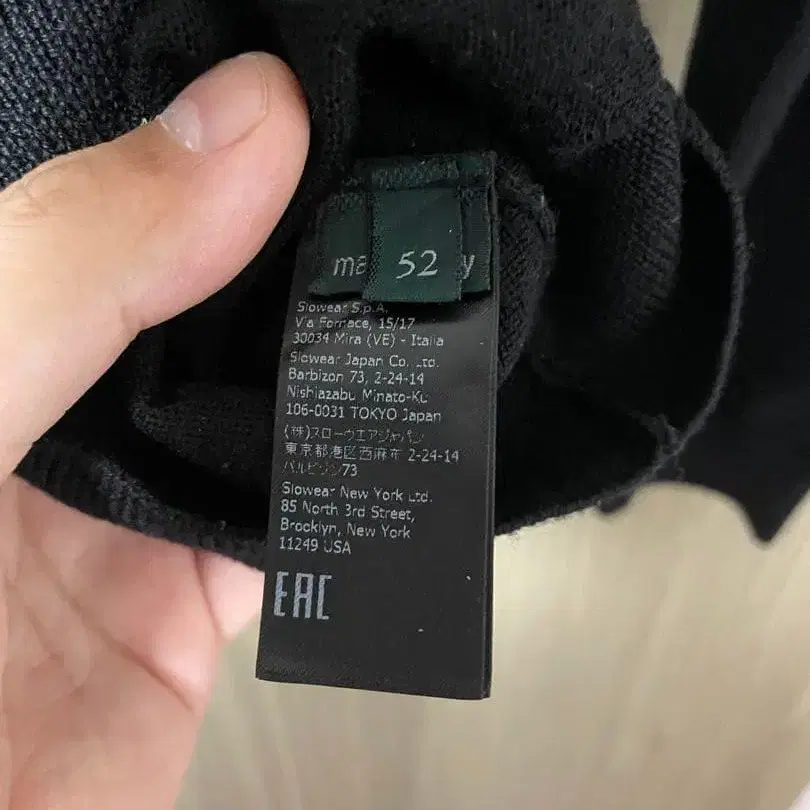 ma 52 y
Slowear S.p.A.
Via Fornace, 15/17
30034 Mira (VE) - Italia
Slowear Japan Co. Ltd.
Barbizon 73, 2-24-14
Nishiazabu Minato-Ku
106-0031 TOKYO Japan
(株)スローウエアジャパン
東京都港区西麻布 2-24-14
バルビゾン73
Slowear New York Ltd.
85 North 3rd Street,
Brooklyn, New York
11249 USA
EAC